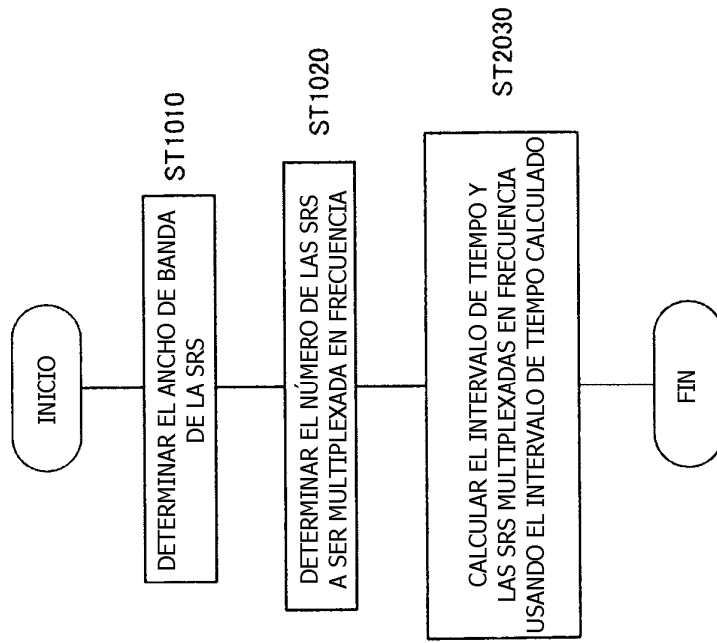 INICIO
DETERMINAR EL ANCHO DE BANDA
DE LA SRS
ST1010
DETERMINAR EL NÚMERO DE LAS SRS
A SER MULTIPLEXADA EN FRECUENCIA
ST1020
CALCULAR EL INTERVALO DE TIEMPO Y
LAS SRS MULTIPLEXADAS EN FRECUENCIA
USANDO EL INTERVALO DE TIEMPO CALCULADO
ST2030
FIN